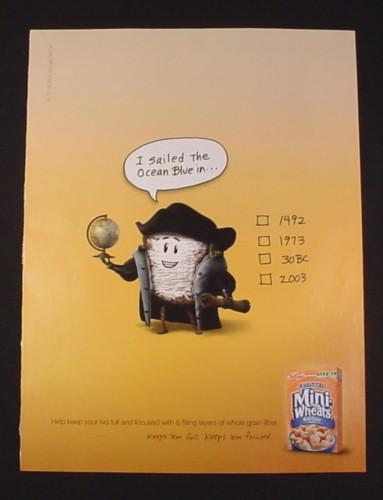 I sailed the
Ocean Blue in...
1492
1973
30BC
2003
Kellogg's
FROSTED
Mini-
Wheats
Help keep your kid full and focused with 6 filling layers of whole grain fiber.
Keeps 'em full. Keeps 'em focused.